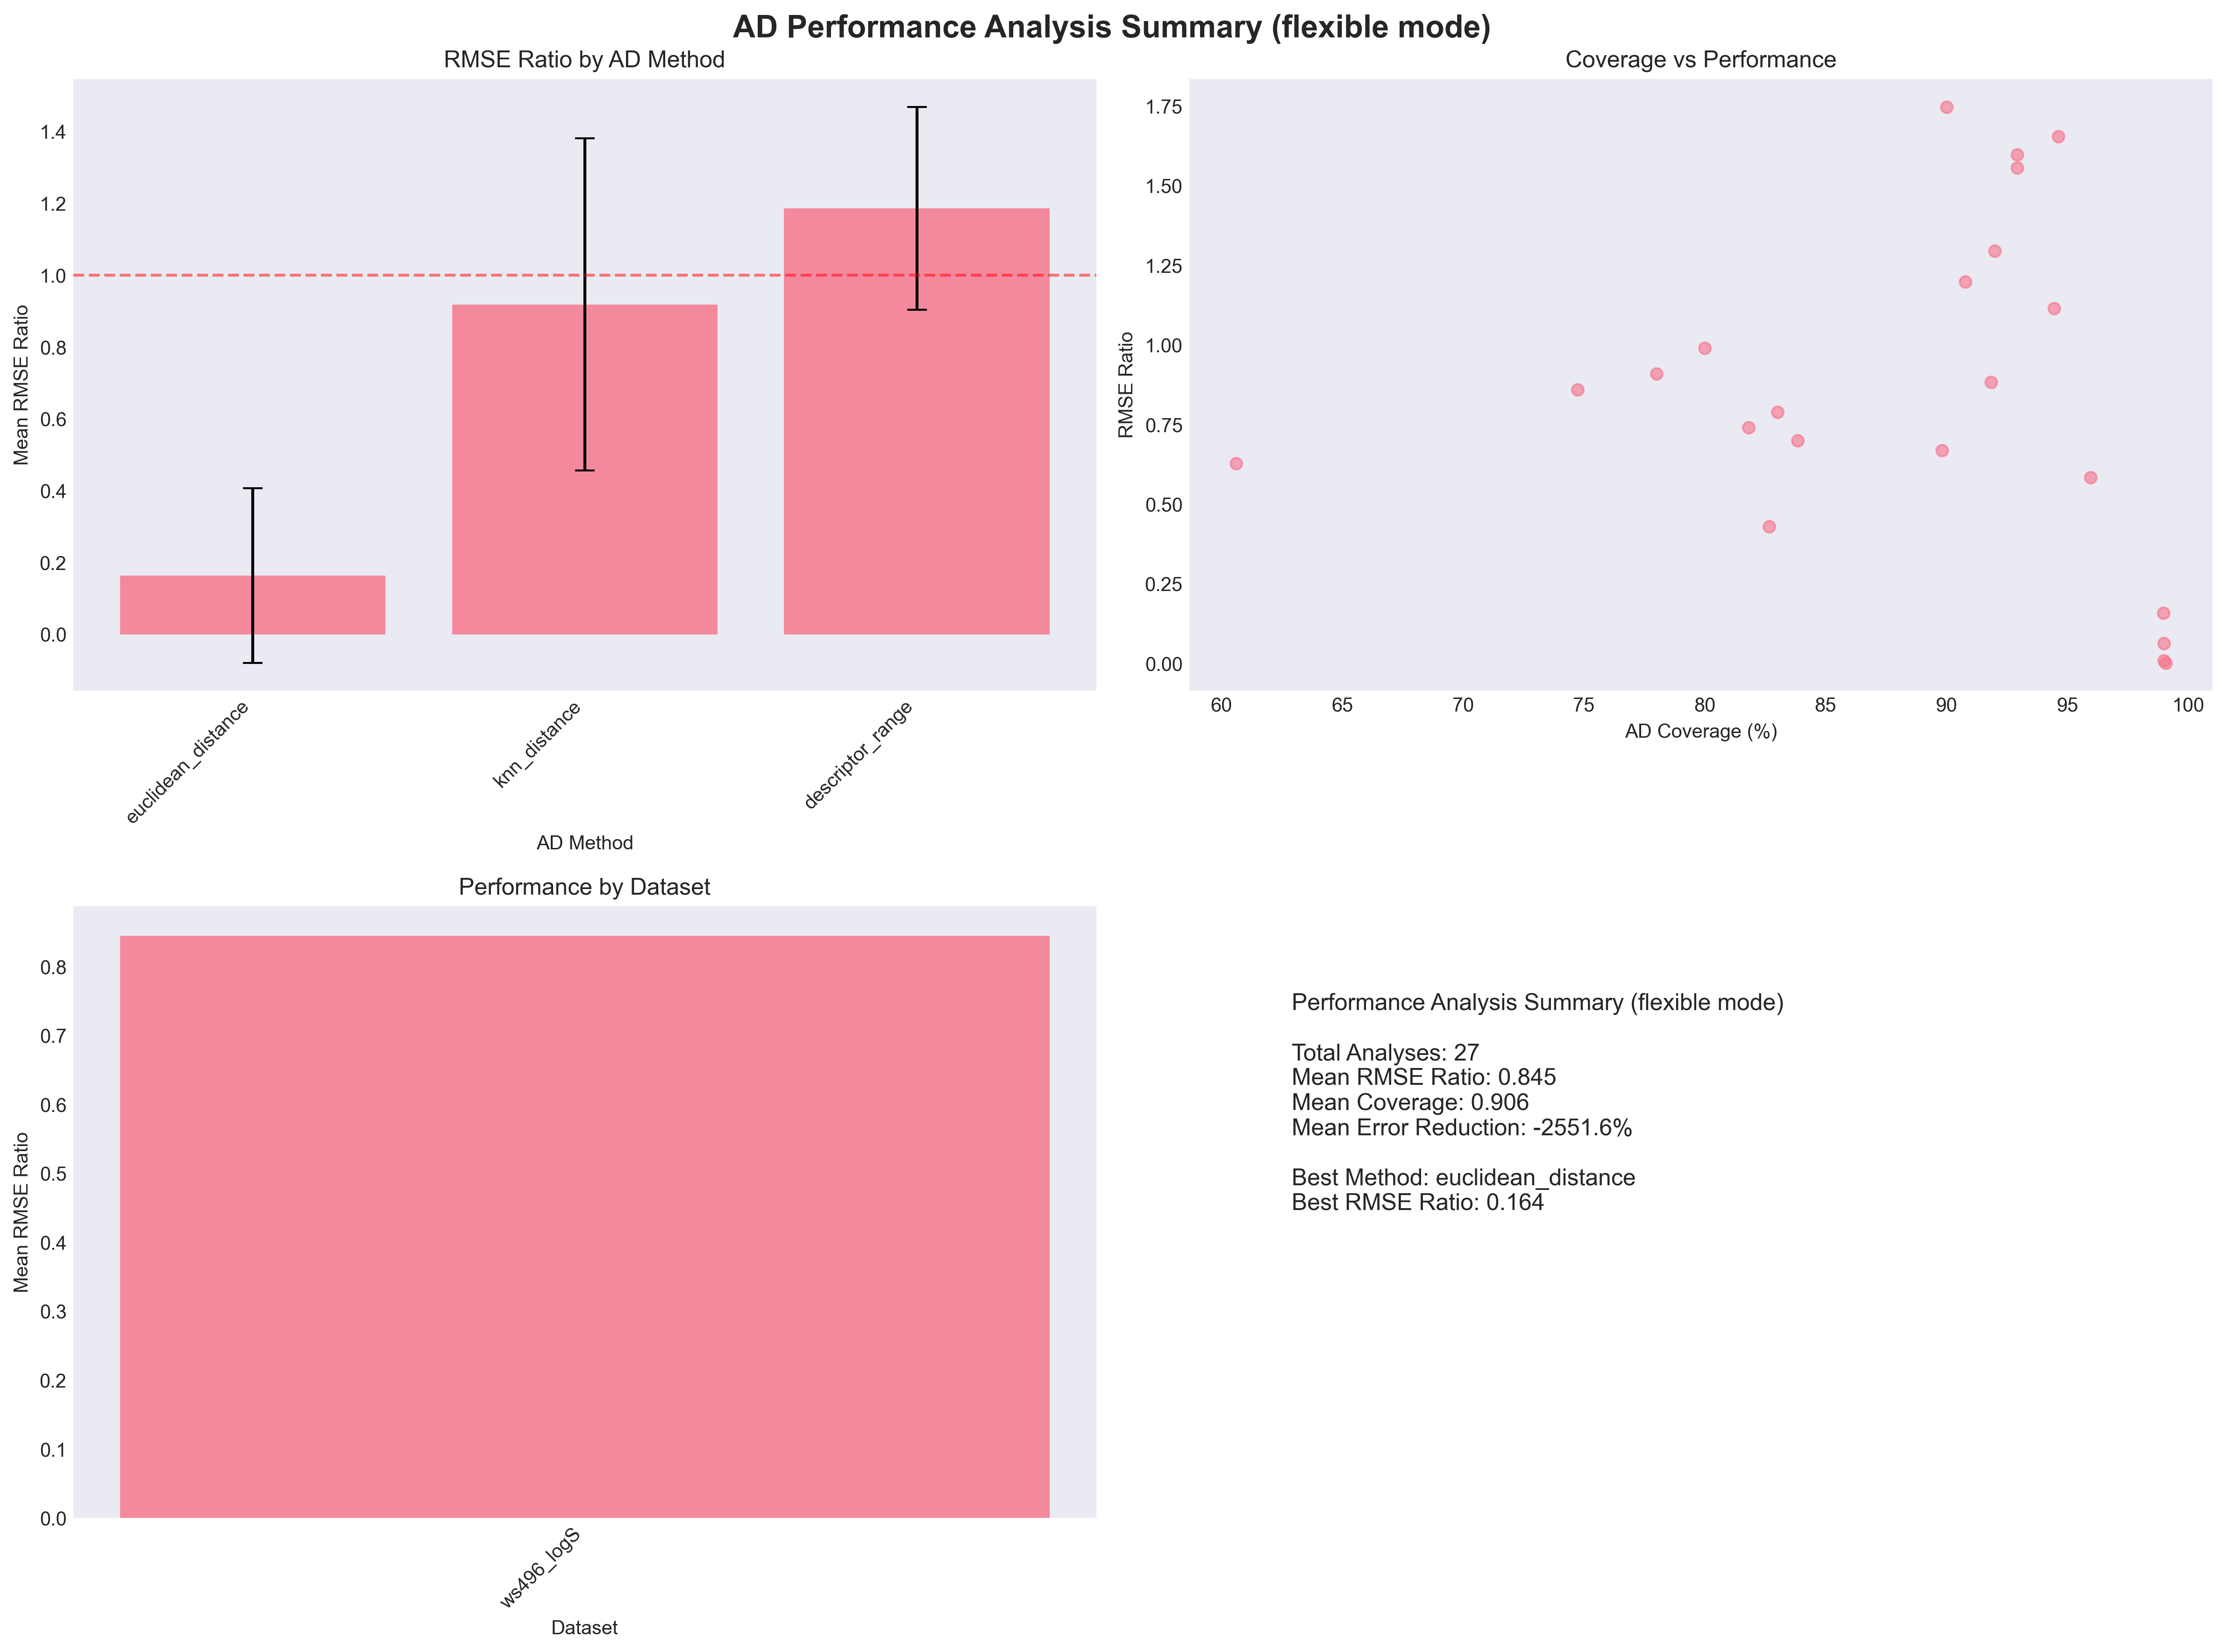 AD Performance Analysis Summary (flexible mode)
RMSE Ratio by AD Method
Mean RMSE Ratio
1.4
1.2
1.0
0.8
0.6
0.4
0.2
0.0
euclidean_distance
knn_distance
descriptor_range
AD Method
Coverage vs Performance
RMSE Ratio
1.75
1.50
1.25
1.00
0.75
0.50
0.25
0.00
60 65 70 75 80 85 90 95 100
AD Coverage (%)
Performance by Dataset
Mean RMSE Ratio
0.8
0.7
0.6
0.5
0.4
0.3
0.2
0.1
0.0
ws496_logS
Dataset
Performance Analysis Summary (flexible mode)
Total Analyses: 27
Mean RMSE Ratio: 0.845
Mean Coverage: 0.906
Mean Error Reduction: -2551.6%
Best Method: euclidean_distance
Best RMSE Ratio: 0.164